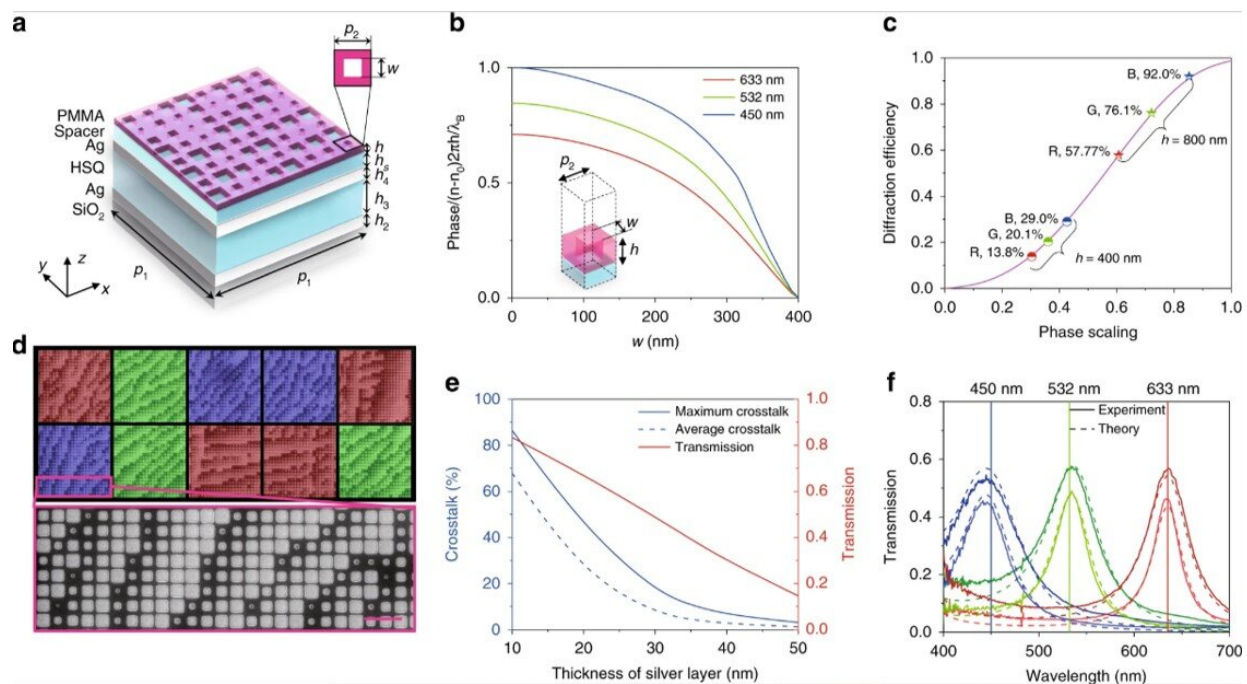 a
p2
w
PMMA
Spacer
Ag
HSQ
Ag
SiO2
h
hs
h4
h3
h2
p1
p1
y
z
x
b
Phase/(n-n0)2πh/λB
1.0
0.5
0.0
633 nm
532 nm
450 nm
p2
w
h
0
100
200
300
400
w (nm)
c
Diffraction efficiency
1.0
0.8
0.6
0.4
0.2
0.0
B, 92.0%
G, 76.1%
R, 57.77%
h = 800 nm
B, 29.0%
G, 20.1%
R, 13.8%
h = 400 nm
0.0
0.2
0.4
0.6
0.8
1.0
Phase scaling
d
e
Crosstalk (%)
100
80
60
40
20
0
Maximum crosstalk
Average crosstalk
Transmission
1.0
0.8
0.6
0.4
0.2
0.0
Transmission
10
20
30
40
50
Thickness of silver layer (nm)
f
450 nm
532 nm
633 nm
Transmission
0.8
0.6
0.4
0.2
0.0
Experiment
Theory
400
500
600
700
Wavelength (nm)